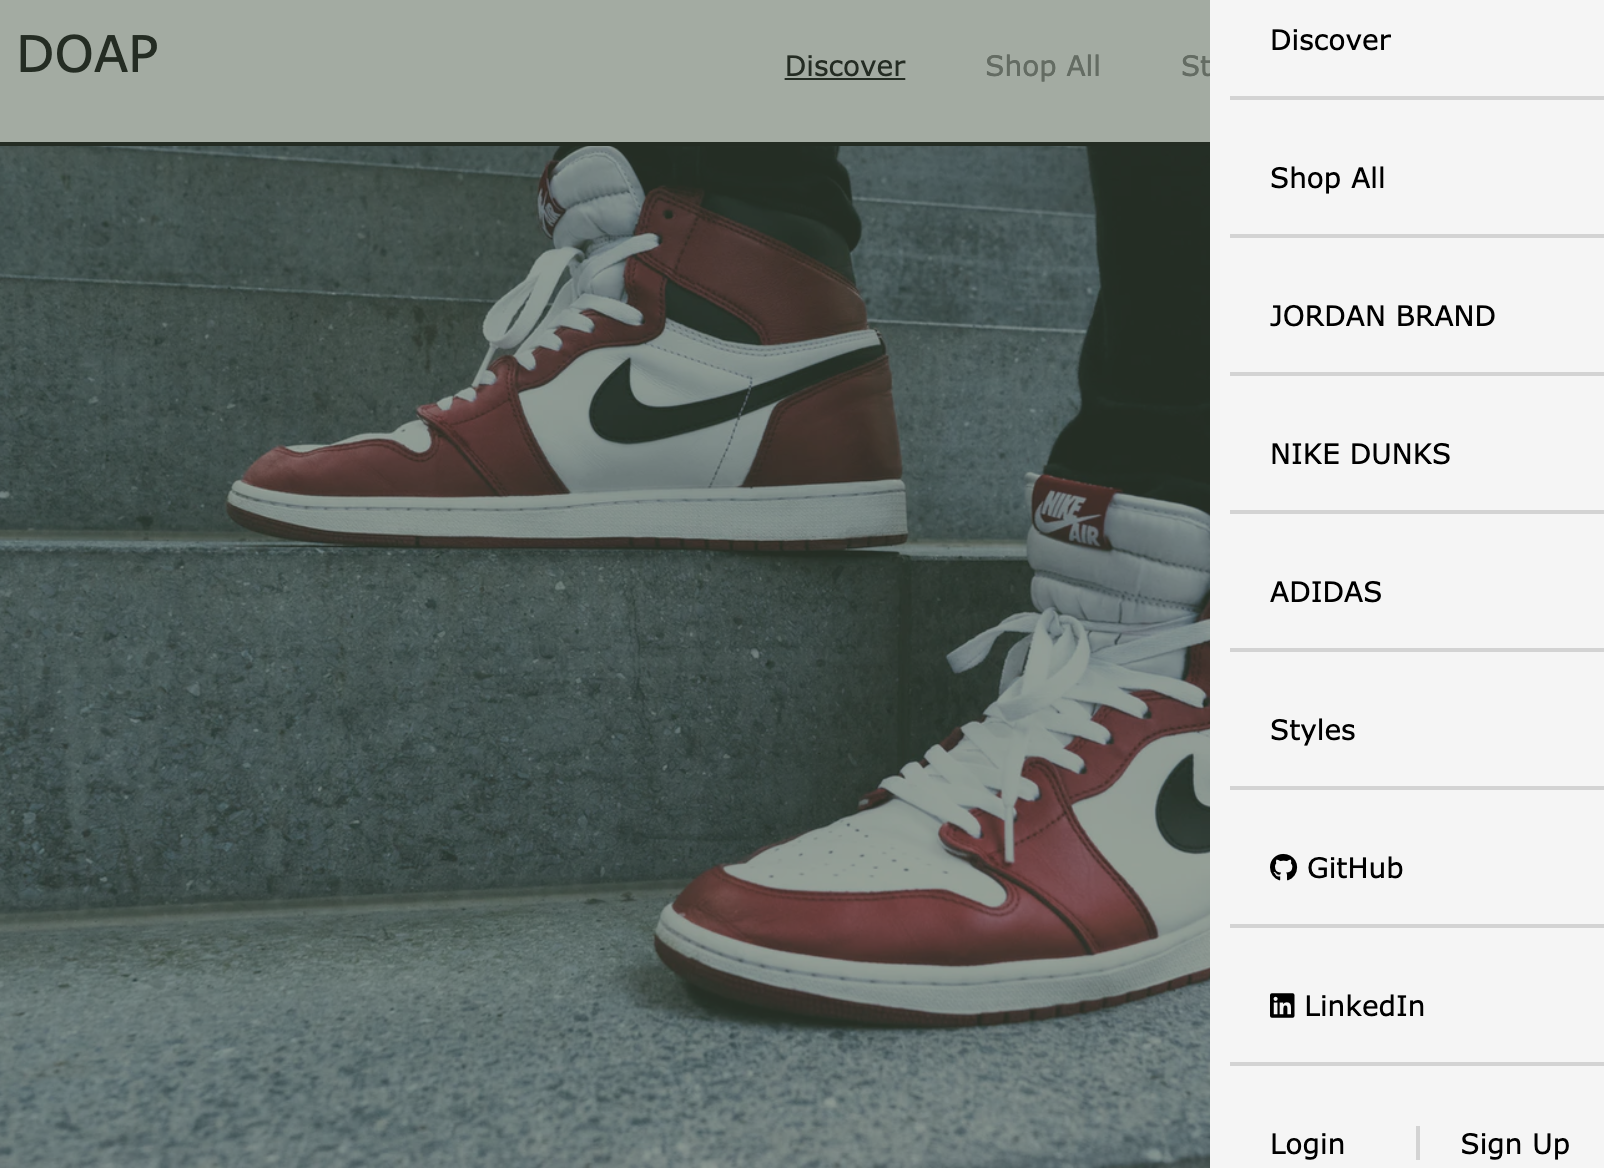 DOAP
Discover Shop All St
Discover
Shop All
JORDAN BRAND
NIKE DUNKS
ADIDAS
Styles
GitHub
LinkedIn
Login Sign Up
NIKE
AIR